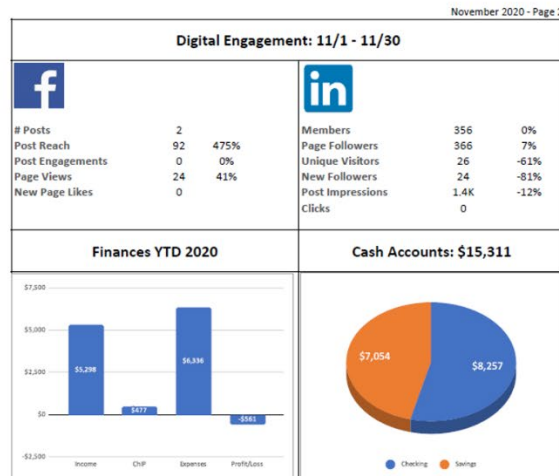 November 2020 - Page
Digital Engagement: 11/1 - 11/30
f
in
# Posts 2
Post Reach 92 475%
Post Engagements 0 0%
Page Views 24 41%
New Page Likes 0
Members 356 0%
Page Followers 366 7%
Unique Visitors 26 -61%
New Followers 24 -81%
Post Impressions 1.4K -12%
Clicks 0
Finances YTD 2020
Cash Accounts: $15,311
$7,500
$5,000
$2,500
$0
-$2,500
$5,298
$477
$6,336
-$561
Income ChiP Expenses Profit/Loss
$7,054
$8,257
Checking Savings